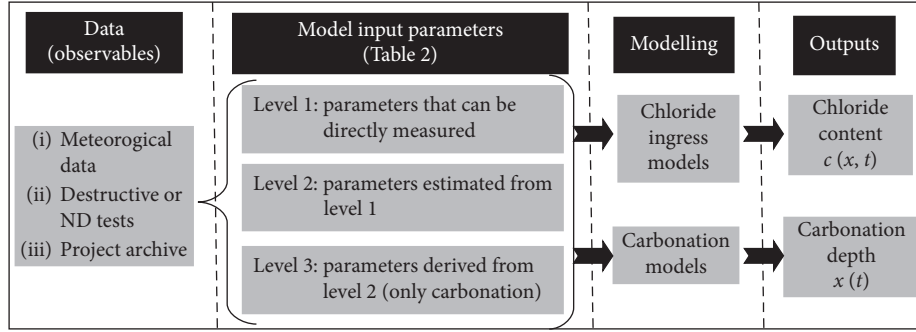 Data
(observables)
Model input parameters
(Table 2)
Modelling
Outputs
(i) Meteorogical
data
(ii) Destructive or
ND tests
(iii) Project archive
Level 1: parameters that can be
directly measured
Level 2: parameters estimated from
level 1
Level 3: parameters derived from
level 2 (only carbonation)
Chloride
ingress
models
Carbonation
models
Chloride
content
c (x, t)
Carbonation
depth
x (t)